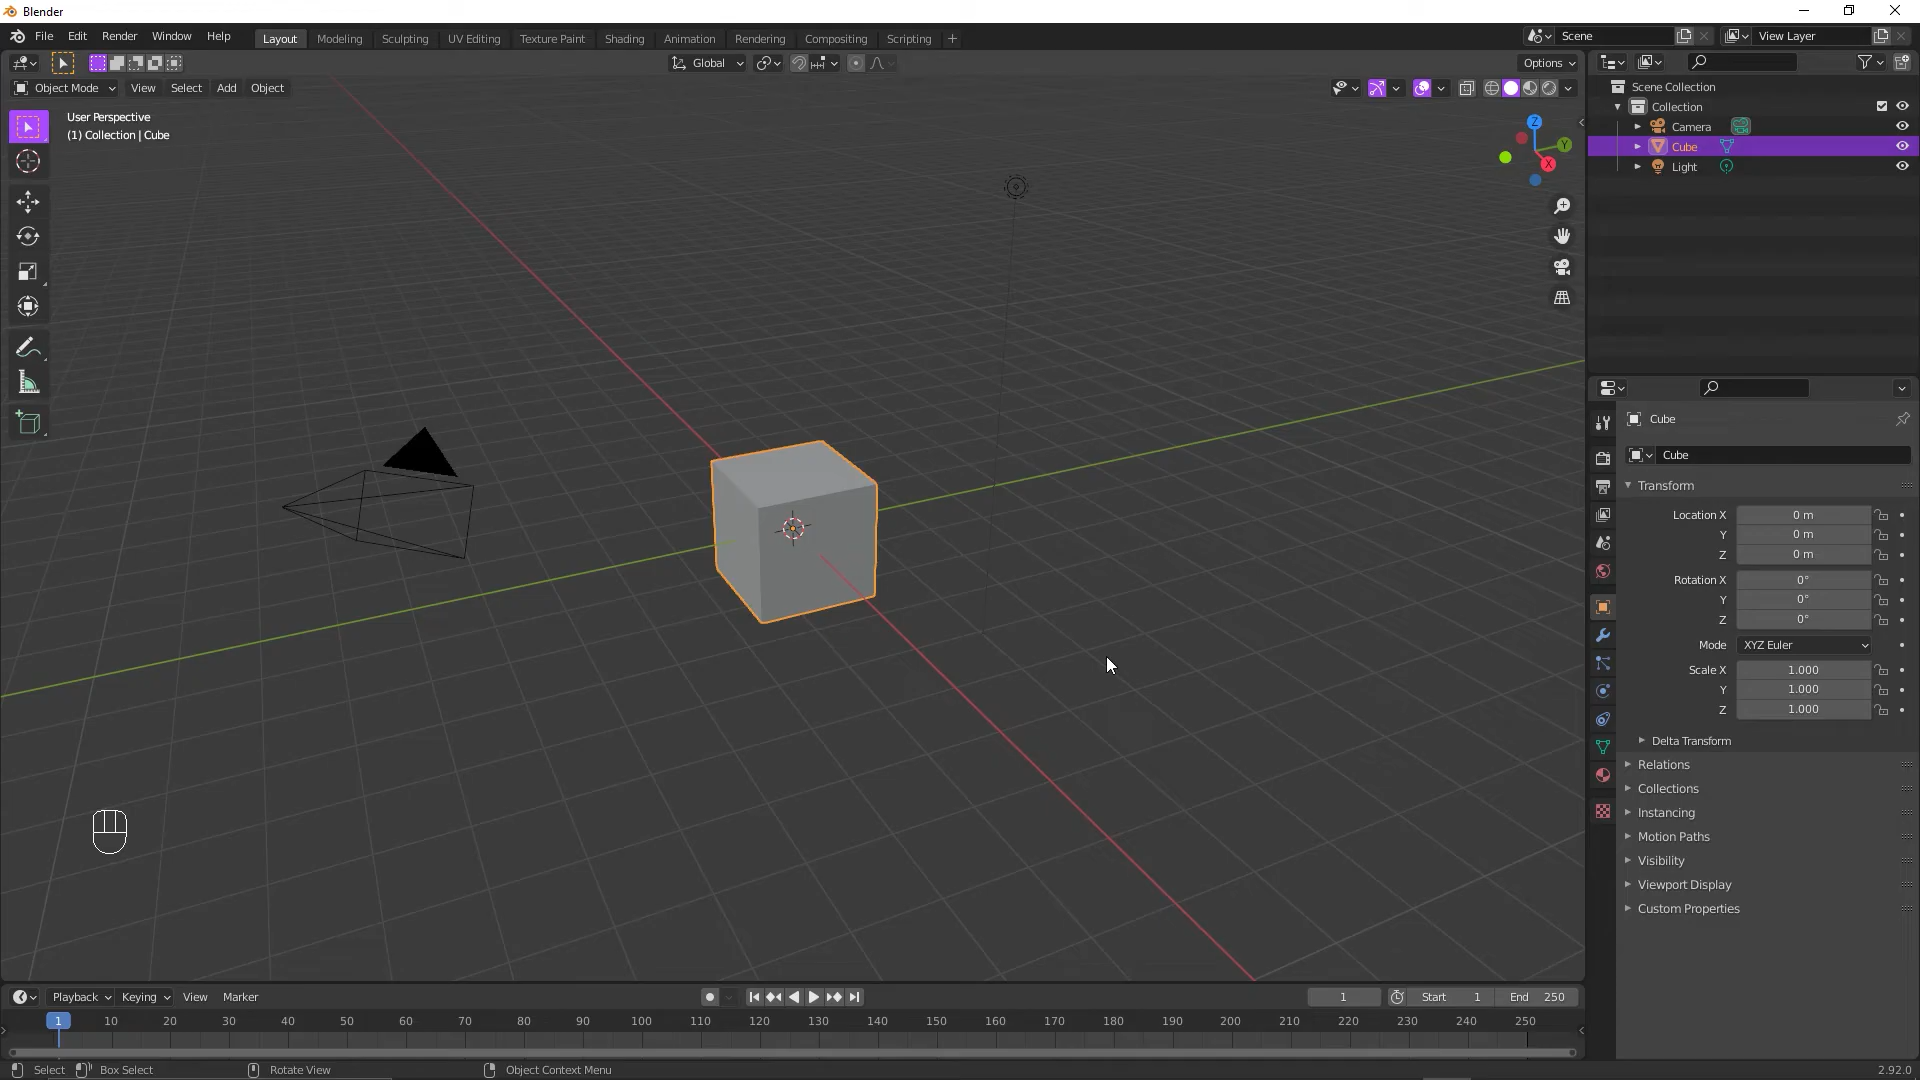 Blender
File Edit Render Window Help Layout Modeling Sculpting UV Editing Texture Paint Shading Animation Rendering Compositing Scripting + Scene View Layer
Global Options
Object Mode View Select Add Object
User Perspective
(1) Collection | Cube
Z
Y
X
Scene Collection
Collection
Camera
Cube
Light
Cube
Cube
Transform
Location X 0 m
Y 0 m
Z 0 m
Rotation X 0°
Y 0°
Z 0°
Mode XYZ Euler
Scale X 1.000
Y 1.000
Z 1.000
Delta Transform
Relations
Collections
Instancing
Motion Paths
Visibility
Viewport Display
Custom Properties
Playback Keying View Marker 1 Start 1 End 250
1 10 20 30 40 50 60 70 80 90 100 110 120 130 140 150 160 170 180 190 200 210 220 230 240 250
Select Box Select Rotate View Object Context Menu 2.92.0